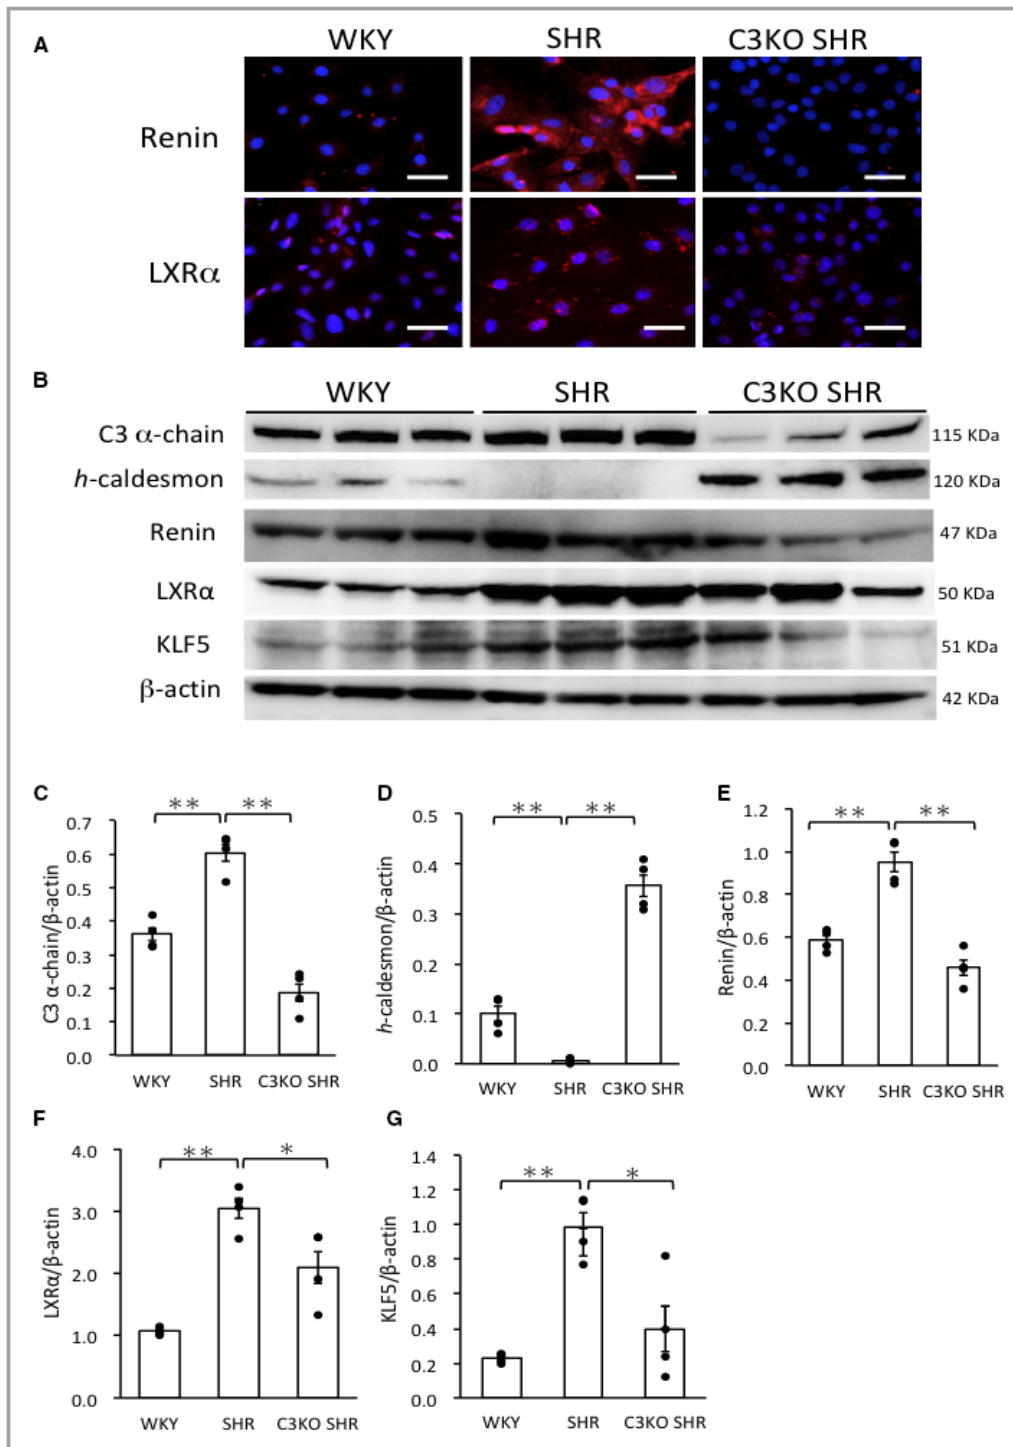 A
WKY
SHR
C3KO SHR
Renin
LXRα
B
WKY
SHR
C3KO SHR
C3 α-chain
115 KDa
h-caldesmon
120 KDa
Renin
47 KDa
LXRα
50 KDa
KLF5
51 KDa
β-actin
42 KDa
C
** **
0.7
0.6
0.5
0.4
0.3
0.2
0.1
0.0
C3 α-chain/β-actin
WKY SHR C3KO SHR
D
** **
0.5
0.4
0.3
0.2
0.1
0.0
h-caldesmon/β-actin
WKY SHR C3KO SHR
E
** **
1.2
1.0
0.8
0.6
0.4
0.2
0.0
Renin/β-actin
WKY SHR C3KO SHR
F
** *
4.0
3.0
2.0
1.0
0.0
LXRα/β-actin
WKY SHR C3KO SHR
G
** *
1.4
1.2
1.0
0.8
0.6
0.4
0.2
0.0
KLF5/β-actin
WKY SHR C3KO SHR